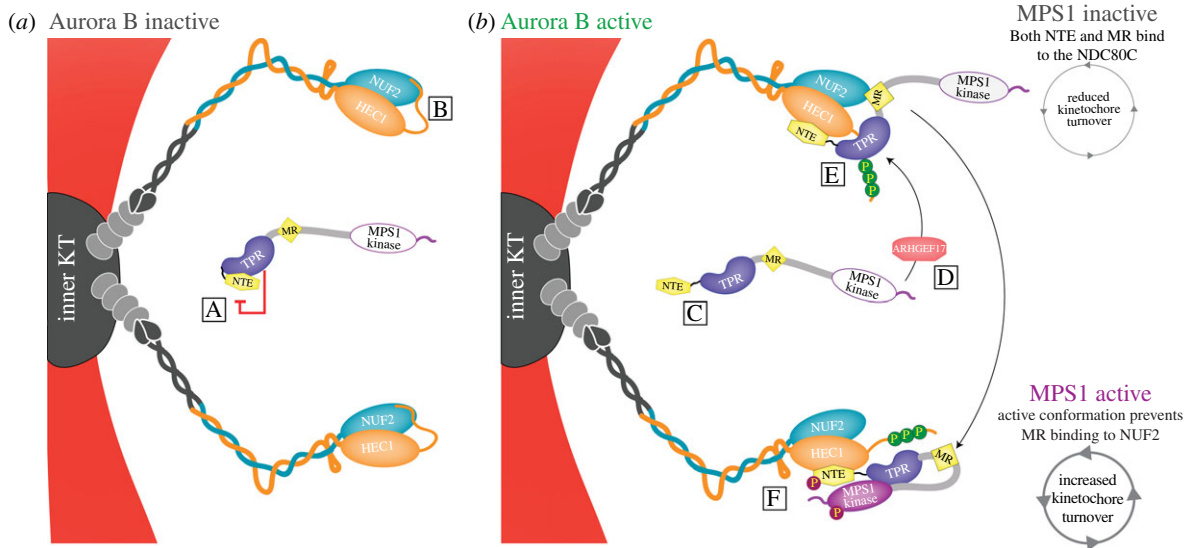 (a) Aurora B inactive
NUF2
HEC1
B
inner KT
MR
MPS1
kinase
TPR
NTE
A
NUF2
HEC1
(b) Aurora B active
NUF2
HEC1
MR
MPS1
kinase
NTE
TPR
E
P
P
P
inner KT
ARHGEF17
D
MR
NTE
TPR
MPS1
kinase
C
NUF2
HEC1
P P P
MR
TPR
NTE
P
MPS1
kinase
F
P
MPS1 inactive
Both NTE and MR bind
to the NDC80C
reduced
kinetochore
turnover
MPS1 active
active conformation prevents
MR binding to NUF2
increased
kinetochore
turnover